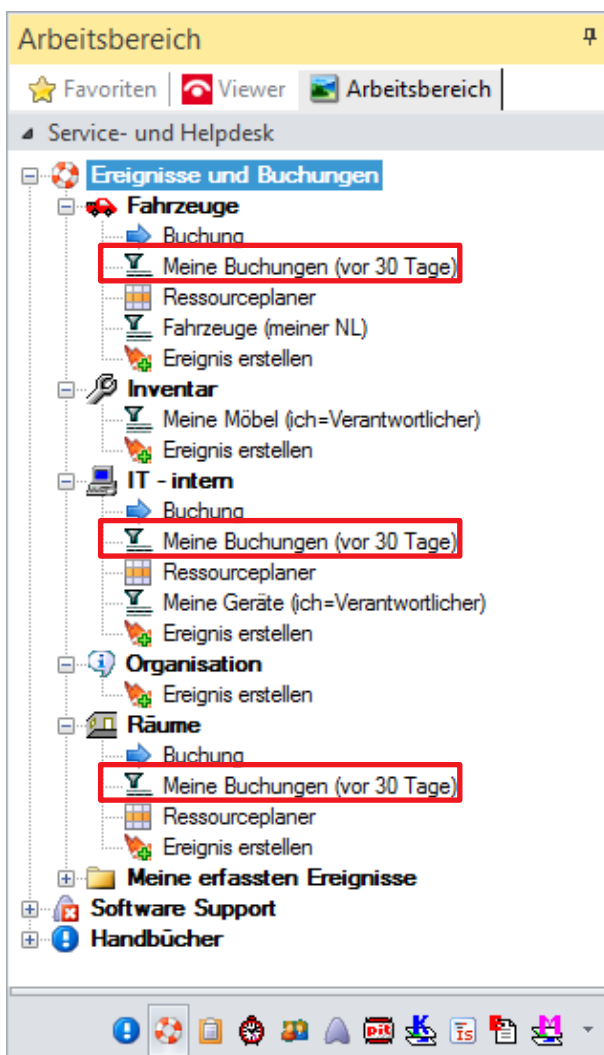 Arbeitsbereich
Favoriten Viewer Arbeitsbereich
Service- und Helpdesk
Ereignisse und Buchungen
Fahrzeuge
Buchung
Meine Buchungen (vor 30 Tage)
Ressourceplaner
Fahrzeuge (meiner NL)
Ereignis erstellen
Inventar
Meine Möbel (ich=Verantwortlicher)
Ereignis erstellen
IT - intern
Buchung
Meine Buchungen (vor 30 Tage)
Ressourceplaner
Meine Geräte (ich=Verantwortlicher)
Ereignis erstellen
Organisation
Ereignis erstellen
Räume
Buchung
Meine Buchungen (vor 30 Tage)
Ressourceplaner
Ereignis erstellen
Meine erfassten Ereignisse
Software Support
Handbücher
pit K Ts M